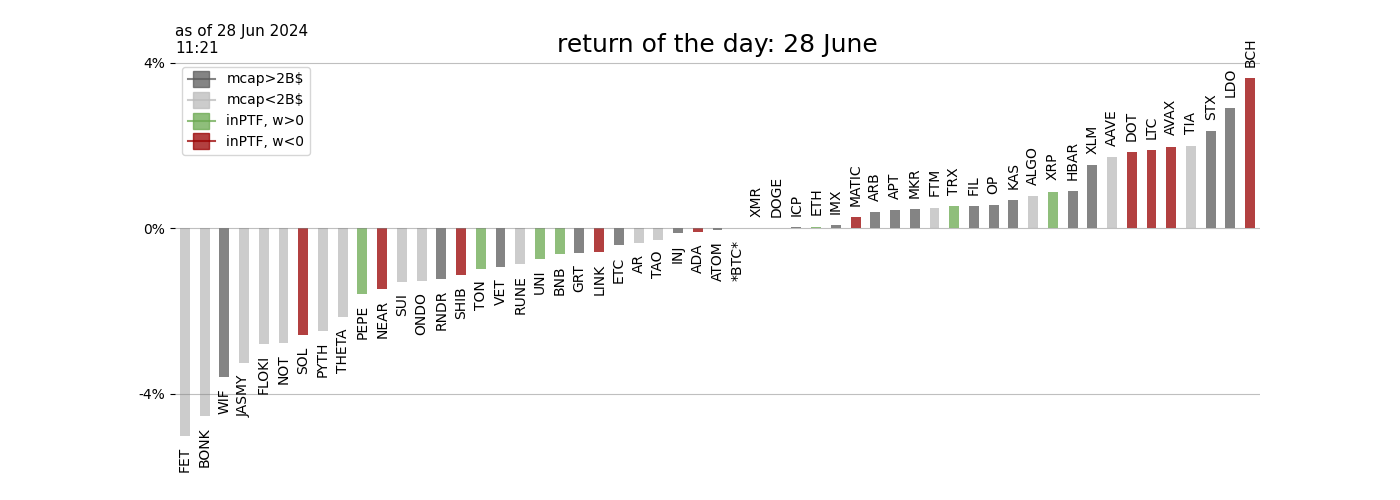 as of 28 Jun 2024
11:21
return of the day: 28 June
4%
0%
-4%
mcap>2B$
mcap<2B$
inPTF, w>0
inPTF, w<0
FET
BONK
WIF
JASMY
FLOKI
NOT
SOL
PYTH
THETA
PEPE
NEAR
SUI
ONDO
RNDR
SHIB
TON
VET
RUNE
UNI
BNB
GRT
LINK
ETC
AR
TAO
INJ
ADA
ATOM
*BTC*
XMR
DOGE
ICP
ETH
IMX
MATIC
ARB
APT
MKR
FTM
TRX
FIL
OP
KAS
ALGO
XRP
HBAR
XLM
AAVE
DOT
LTC
AVAX
TIA
STX
LDO
BCH